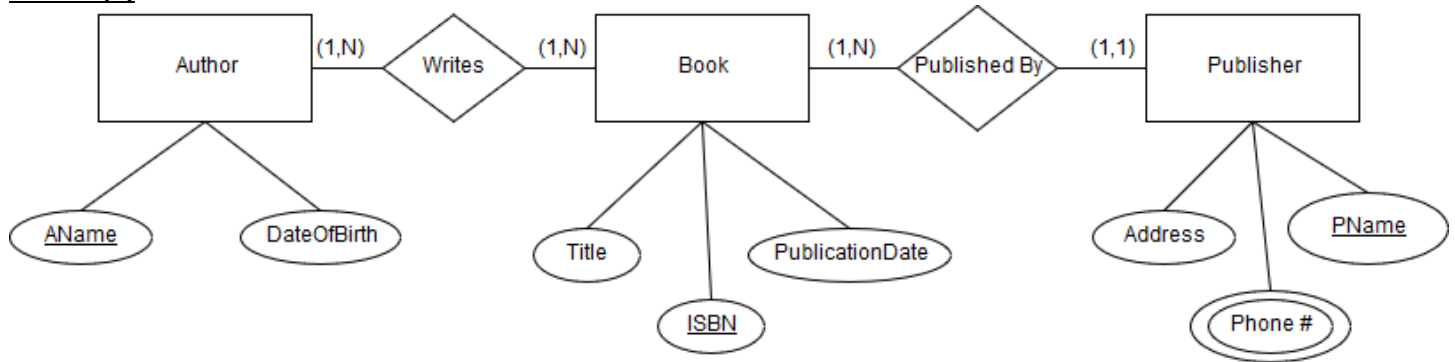 Author
(1,N)
Writes
(1,N)
Book
(1,N)
Published By
(1,1)
Publisher
AName
DateOfBirth
Title
ISBN
PublicationDate
Address
Phone #
PName